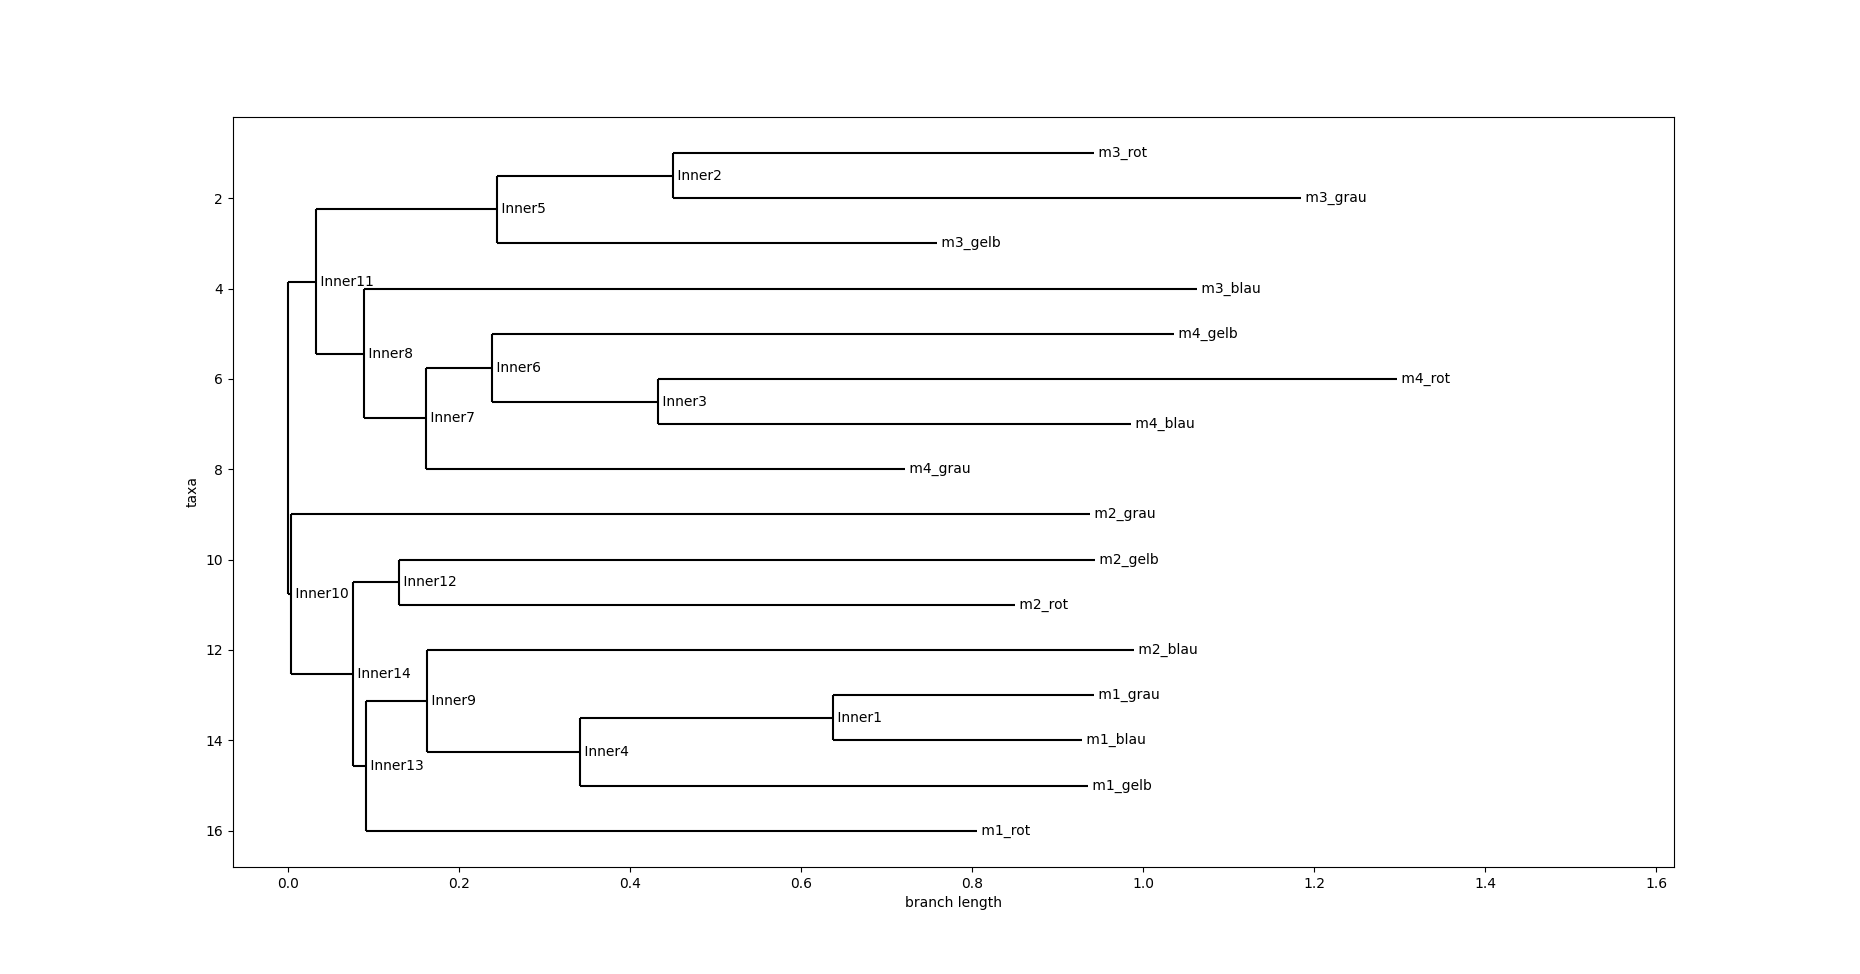 m3_rot
Inner2
2
m3_grau
Inner5
m3_gelb
Inner11
4
m3_blau
m4_gelb
Inner8
Inner6
6
m4_rot
Inner3
Inner7
m4_blau
8
m4_grau
taxa
m2_grau
10
m2_gelb
Inner12
Inner10
m2_rot
12
m2_blau
Inner14
m1_grau
Inner9
Inner1
14
m1_blau
Inner4
Inner13
m1_gelb
16
m1_rot
0.0 0.2 0.4 0.6 0.8 1.0 1.2 1.4 1.6
branch length